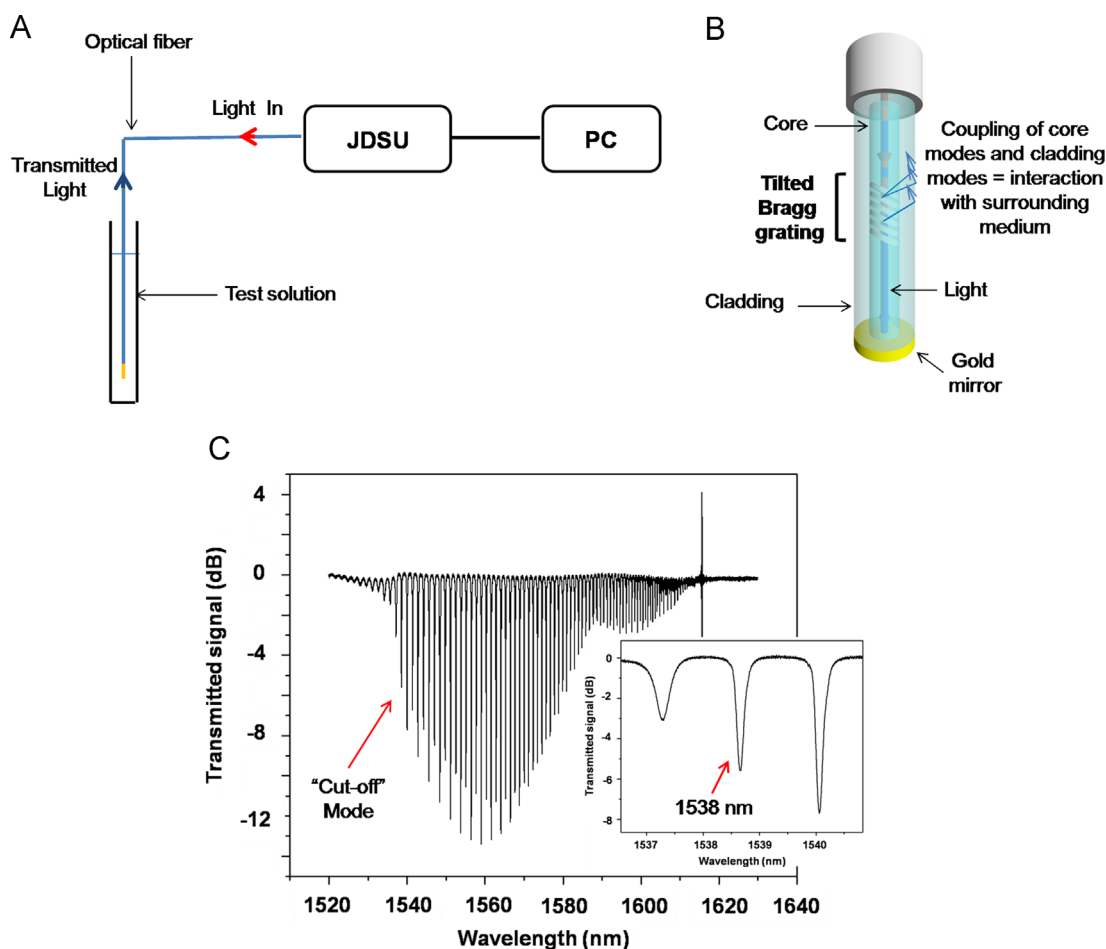 A
Optical fiber
Light In
JDSU
PC
Transmitted
Light
Test solution
B
Core
Coupling of core
modes and cladding
modes = interaction
with surrounding
medium
Tilted
Bragg
grating
Cladding
Light
Gold
mirror
C
Transmitted signal (dB)
4
0
-4
-8
-12
"Cut-off"
Mode
1520
1540
1560
1580
1600
1620
1640
Wavelength (nm)
Transmitted signal (dB)
0
-2
-4
-6
-8
1538 nm
1537
1538
1539
1540
Wavelength (nm)